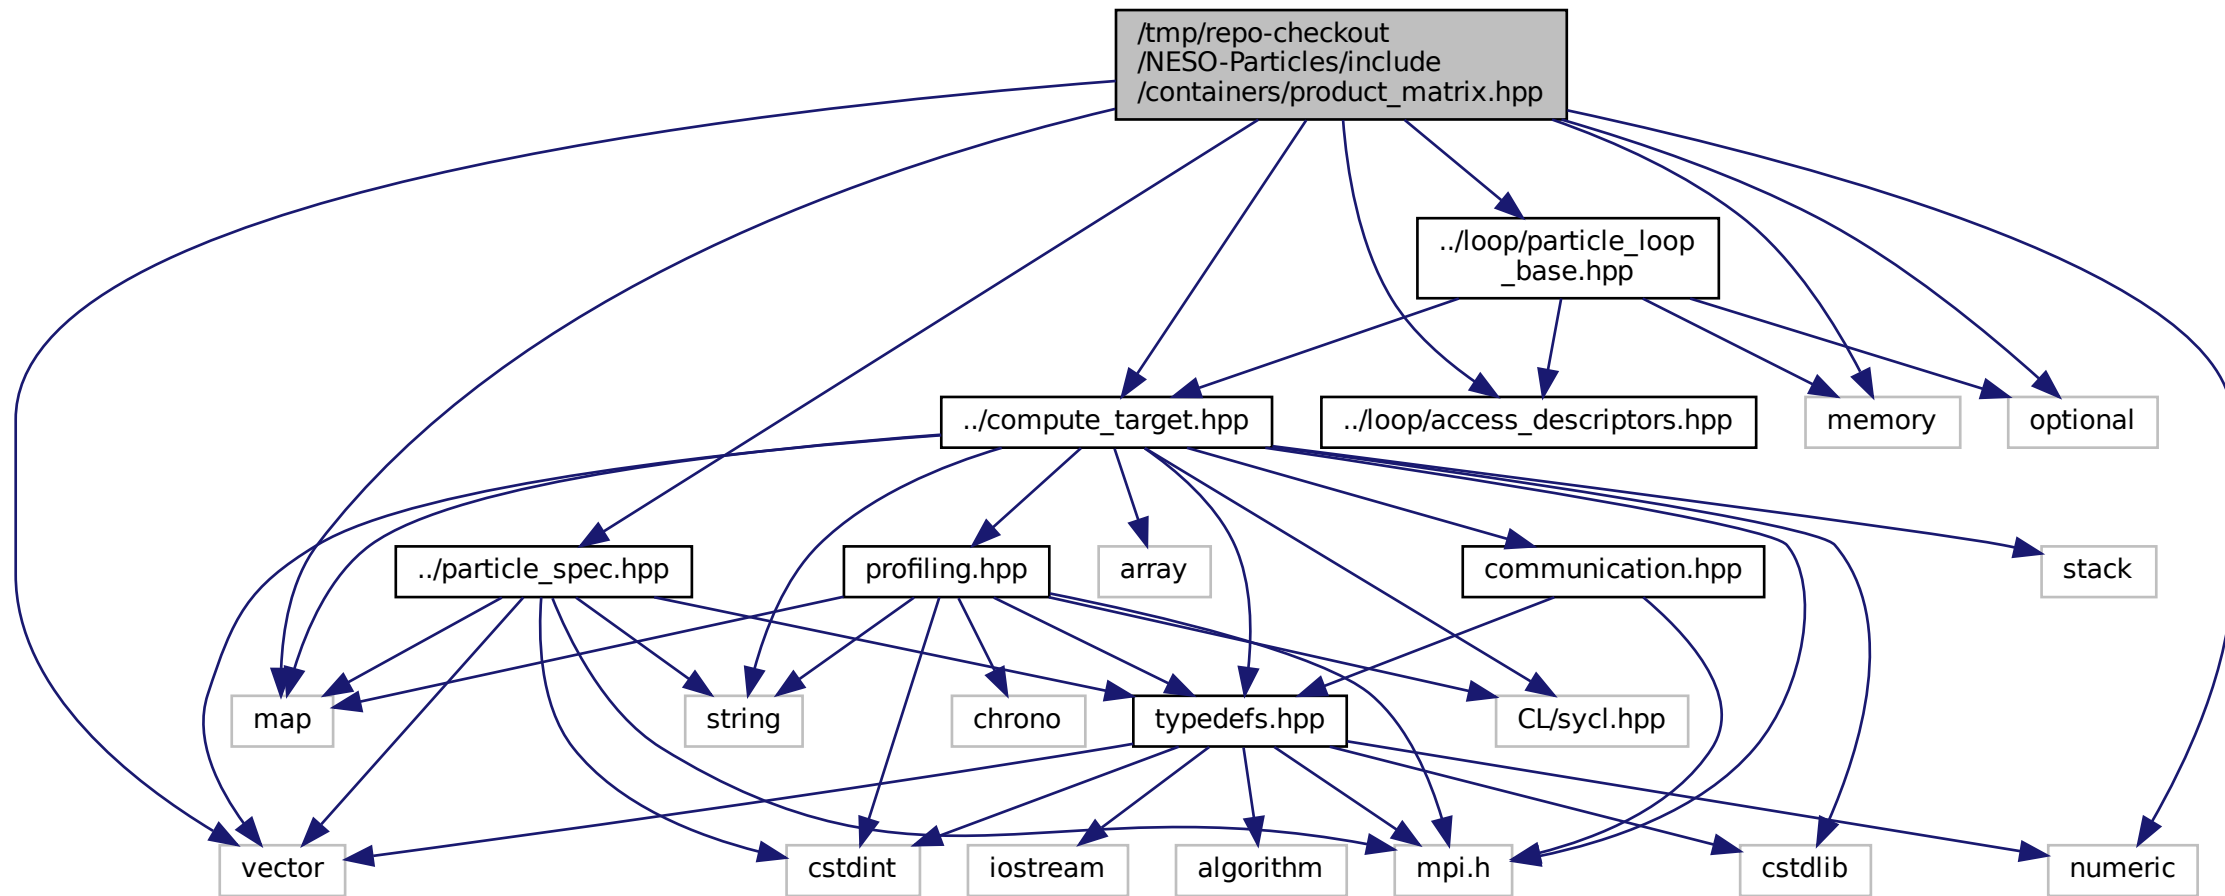 /tmp/repo-checkout
/NESO-Particles/include
/containers/product_matrix.hpp
../loop/particle_loop
_base.hpp
../compute_target.hpp
../loop/access_descriptors.hpp
memory
optional
../particle_spec.hpp
profiling.hpp
array
communication.hpp
stack
map
string
chrono
typedefs.hpp
CL/sycl.hpp
vector
cstdint
iostream
algorithm
mpi.h
cstdlib
numeric